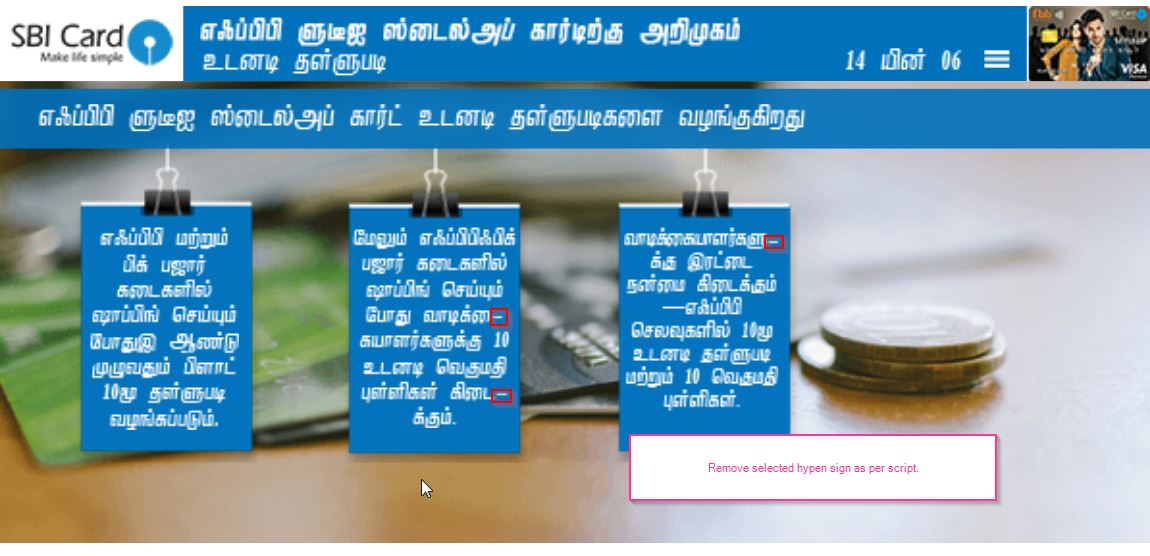 SBI Card
Make life simple
எஃப்பிபி ளுடீஐ ஸ்டைல்அப் கார்டிற்கு அறிமுகம்
உடனடி தள்ளுபடி
14 யின் 06
fbb
SBI Card
VISA
எஃப்பிபி ளுடீஐ ஸ்டைல்அப் கார்ட் உடனடி தள்ளுபடிகளை வழங்குகிறது
எஃப்பிபி மற்றும்
பிக் பஜார்
கடைகளில்
ஷாப்பிங் செய்யும்
போதுஇ ஆண்டு
முழுவதும் பிளாட்
10மூ தள்ளுபடி
வழங்கப்படும்.
மேலும் எஃப்பிபிஃபிக்
பஜார் கடைகளில்
ஷாப்பிங் செய்யும்
போது வாடிக்கை–
கயாளர்களுக்கு 10
உடனடி வெகுமதி
புள்ளிகள் கிடை–
க்கும்.
வாடிக்கையாளர்களு–
க்கு இரட்டை
நன்மை கிடைக்கும்
—எஃப்பிபி
செலவுகளில் 10மூ
உடனடி தள்ளுபடி
மற்றும் 10 வெகுமதி
புள்ளிகள்.
Remove selected hypen sign as per script.